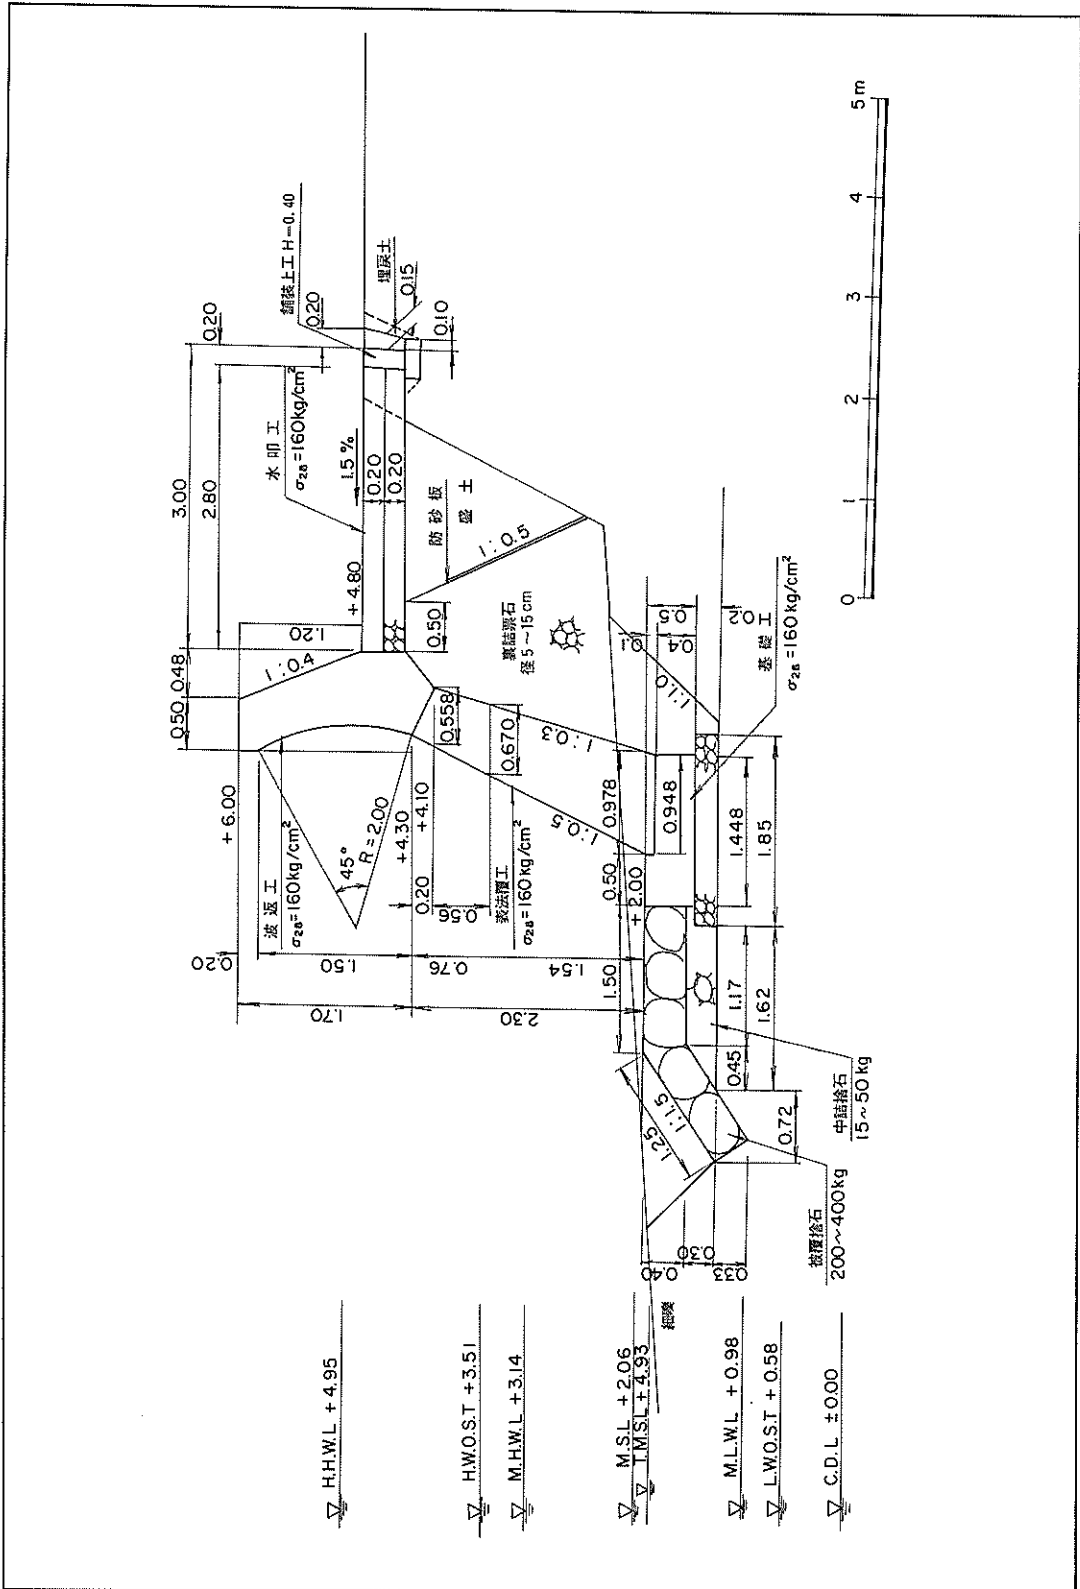 H.H.W.L +4.95
H.W.O.S.T +3.51
M.H.W.L +3.14
M.S.L +2.06
T.M.S.L +4.93
M.L.W.L +0.98
L.W.O.S.T +0.58
C.D.L ±0.00
3.00
0.20
2.80
0.50
0.48
水叩工
σ28=160kg/cm²
舗装止工H=0.40
0.20
埋戻土
0.15
0.10
1.5%
0.20
0.20
+4.80
1.20
1:0.4
+6.00
波返工
σ28=160kg/cm²
45°
R=2.00
+4.30
0.20
+4.10
0.20
1.50
1.70
0.76
0.56
1.54
2.30
表法覆工
σ28=160kg/cm²
0.558
0.670
0.50
防砂板
盛土
1:0.5
裏詰栗石
径5~15cm
1:0.3
1:0.5
1:1.0
0.1
0.4
0.5
0.2
基礎工
σ28=160kg/cm²
1.50
0.50
0.978
+2.00
0.948
1.448
1.85
1.17
1.62
0.45
0.72
1.25
1:1.5
0.40
0.30
0.33
細礫
中詰捨石
15~50kg
被覆捨石
200~400kg
0
1
2
3
4
5m